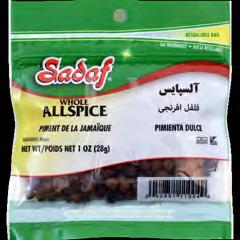 RESEALABLE BAG
Sadaf
WHOLE
ALLSPICE
آلسپایس
فلفل افرنجي
PIMENT DE LA JAMAÏQUE
PIMIENTA DULCE
NET WT/POIDS NET 1 OZ (28g)